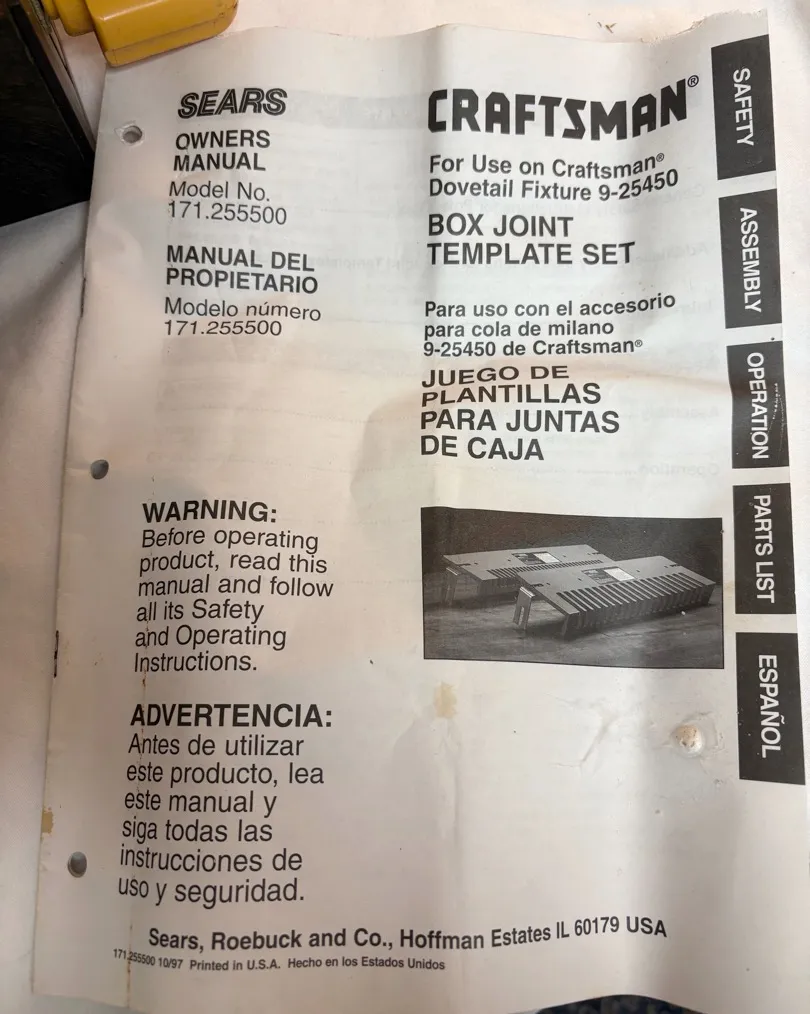 SEARS
OWNERS
MANUAL
Model No.
171.255500
MANUAL DEL
PROPIETARIO
Modelo número
171.255500
CRAFTSMAN®
For Use on Craftsman®
Dovetail Fixture 9-25450
BOX JOINT
TEMPLATE SET
Para uso con el accesorio
para cola de milano
9-25450 de Craftsman®
JUEGO DE
PLANTILLAS
PARA JUNTAS
DE CAJA
WARNING:
Before operating
product, read this
manual and follow
all its Safety
and Operating
Instructions.
ADVERTENCIA:
Antes de utilizar
este producto, lea
este manual y
siga todas las
instrucciones de
uso y seguridad.
SAFETY
ASSEMBLY
OPERATION
PARTS LIST
ESPAÑOL
Sears, Roebuck and Co., Hoffman Estates IL 60179 USA
171.255500 10/97 Printed in U.S.A. Hecho en los Estados Unidos